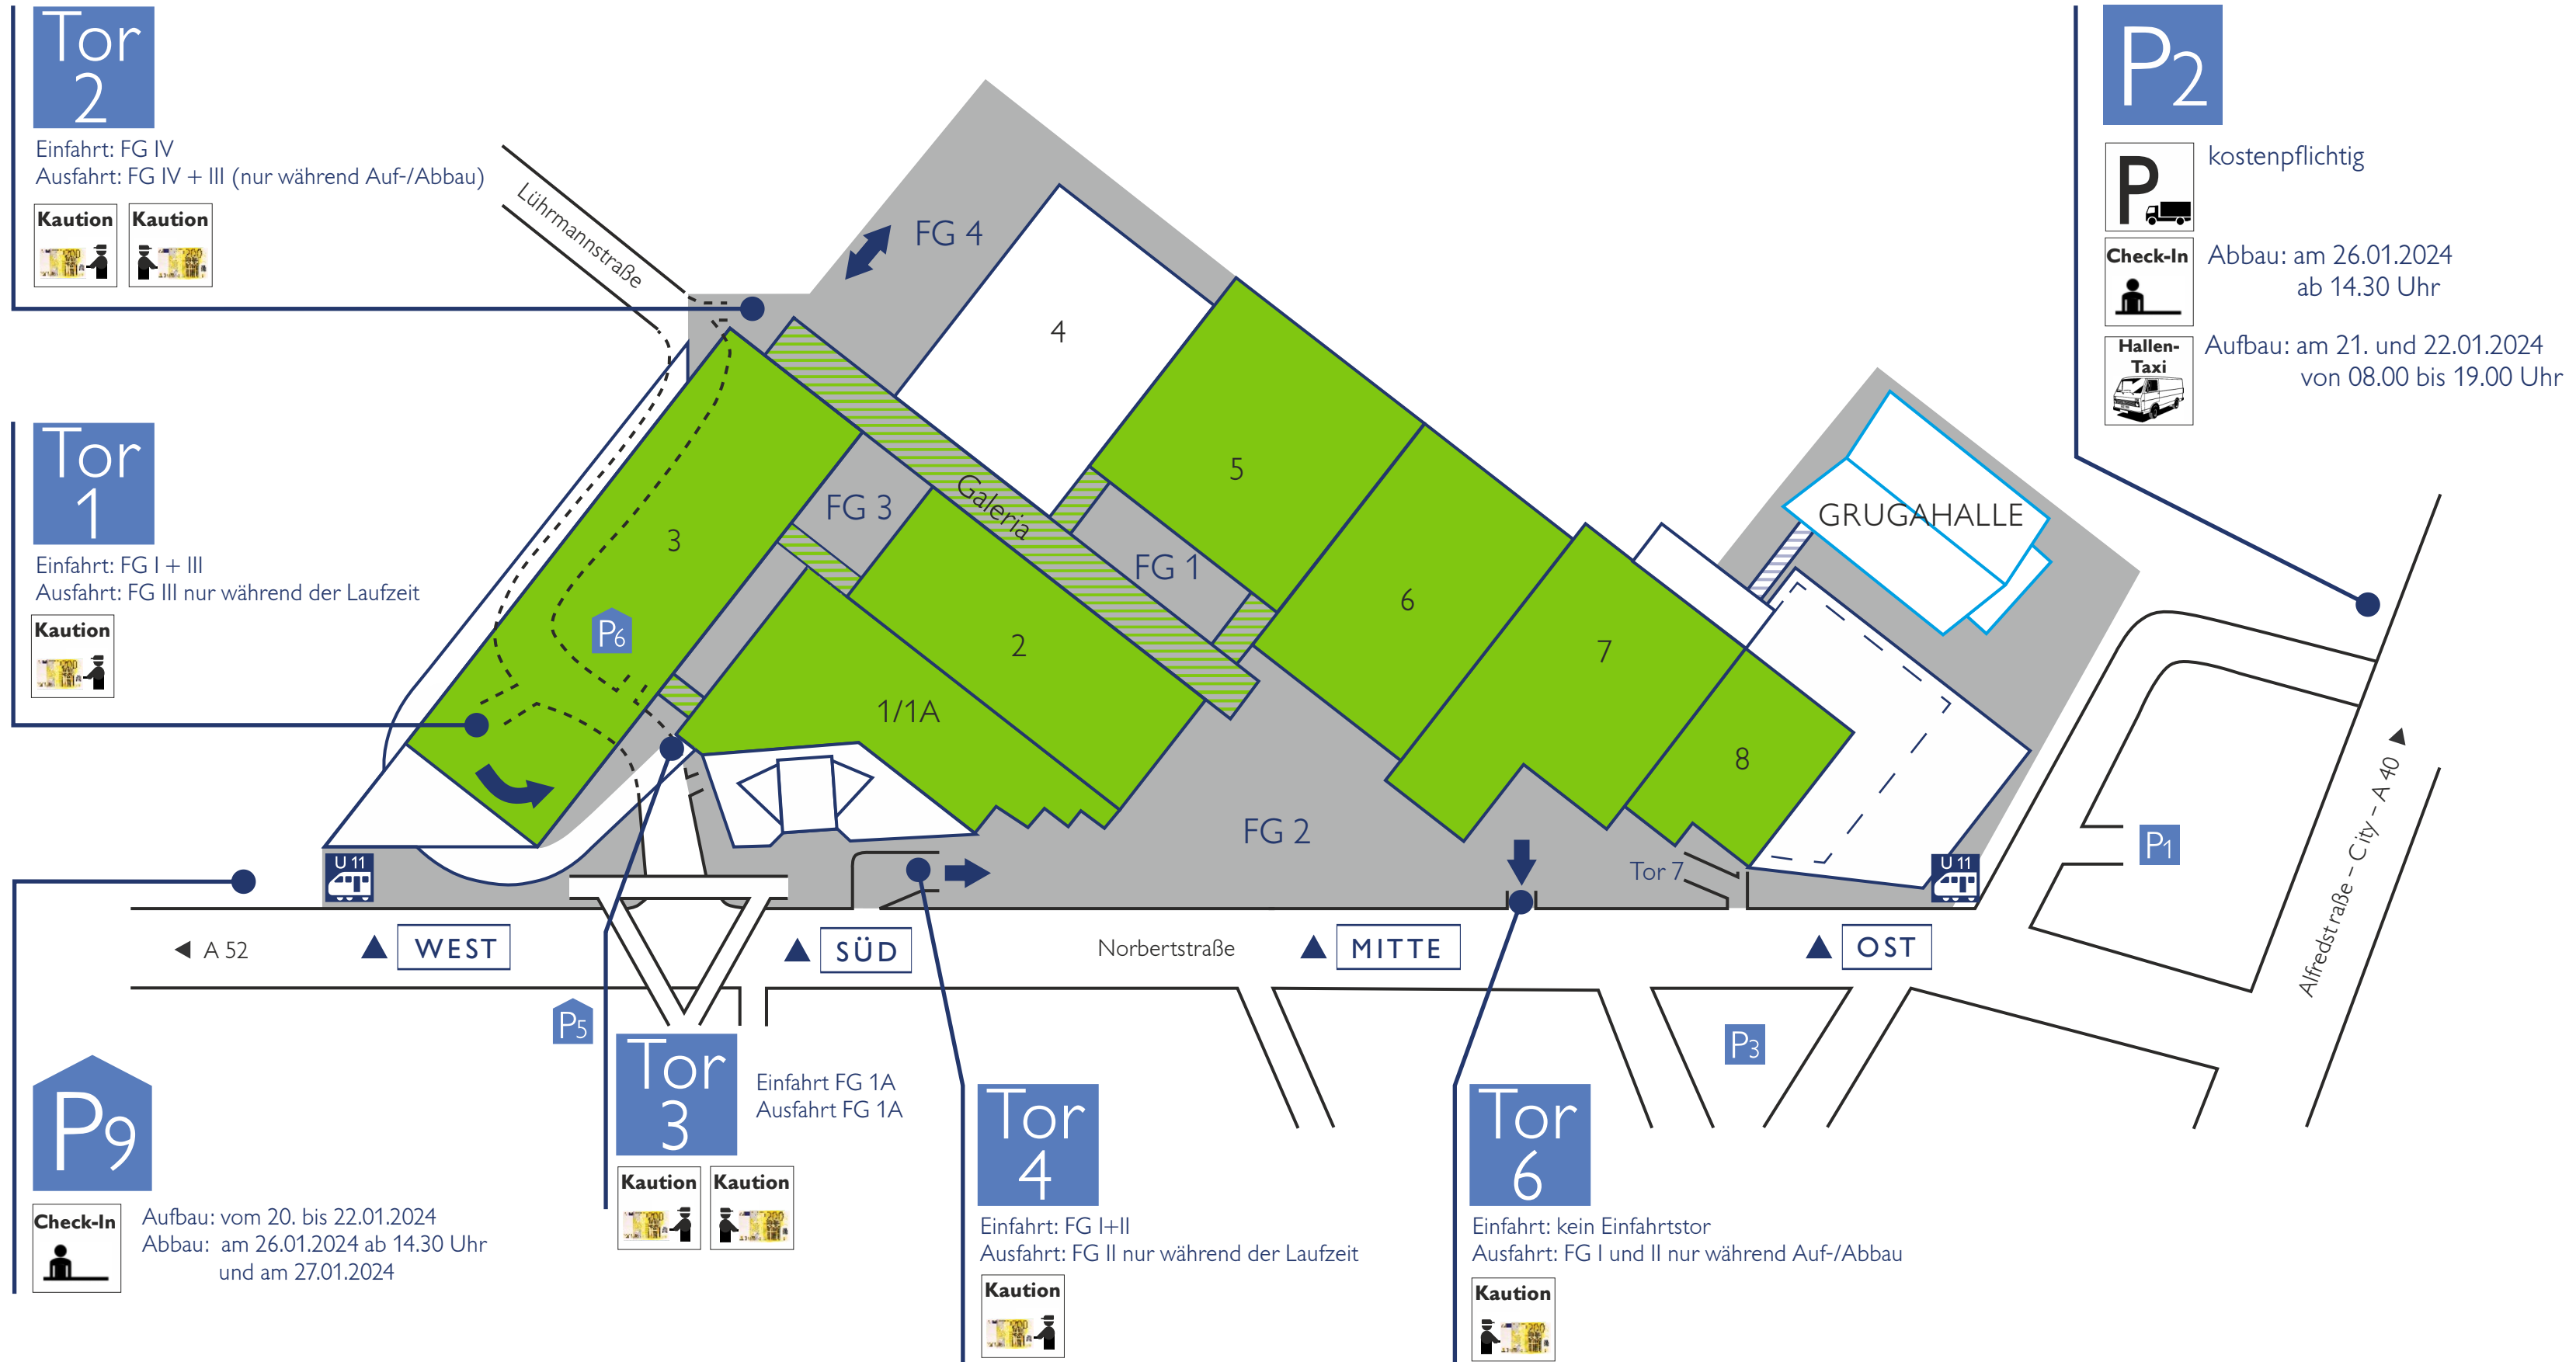 Tor
2
Einfahrt: FG IV
Ausfahrt: FG IV + III (nur während Auf-/Abbau)
Kaution
Kaution
Tor
1
Einfahrt: FG I + III
Ausfahrt: FG III nur während der Laufzeit
Kaution
P2
P
kostenpflichtig
Check-In
Abbau: am 26.01.2024
ab 14.30 Uhr
Hallen-
Taxi
Aufbau: am 21. und 22.01.2024
von 08.00 bis 19.00 Uhr
Lührmannstraße
FG 4
4
5
Galeria
FG 3
3
FG 1
6
2
7
P6
1/1A
8
GRUGAHALLE
FG 2
Tor 7
U 11
U 11
P1
Alfredstraße – City – A 40
A 52
WEST
SÜD
Norbertstraße
MITTE
OST
P5
P3
P9
Check-In
Aufbau: vom 20. bis 22.01.2024
Abbau: am 26.01.2024 ab 14.30 Uhr
und am 27.01.2024
Tor
3
Einfahrt FG 1A
Ausfahrt FG 1A
Kaution
Kaution
Tor
4
Einfahrt: FG I+II
Ausfahrt: FG II nur während der Laufzeit
Kaution
Tor
6
Einfahrt: kein Einfahrtstor
Ausfahrt: FG I und II nur während Auf-/Abbau
Kaution